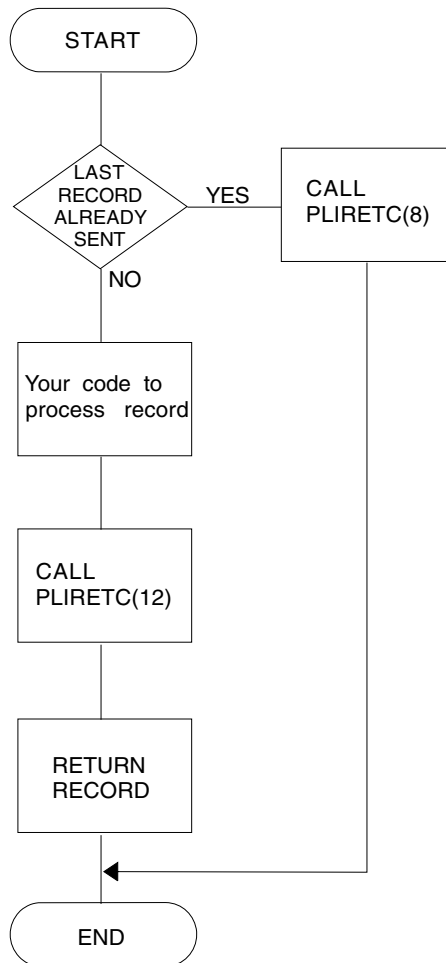 START
LAST
RECORD
ALREADY
SENT
YES
CALL
PLIRETC(8)
NO
Your code to
process record
CALL
PLIRETC(12)
RETURN
RECORD
END